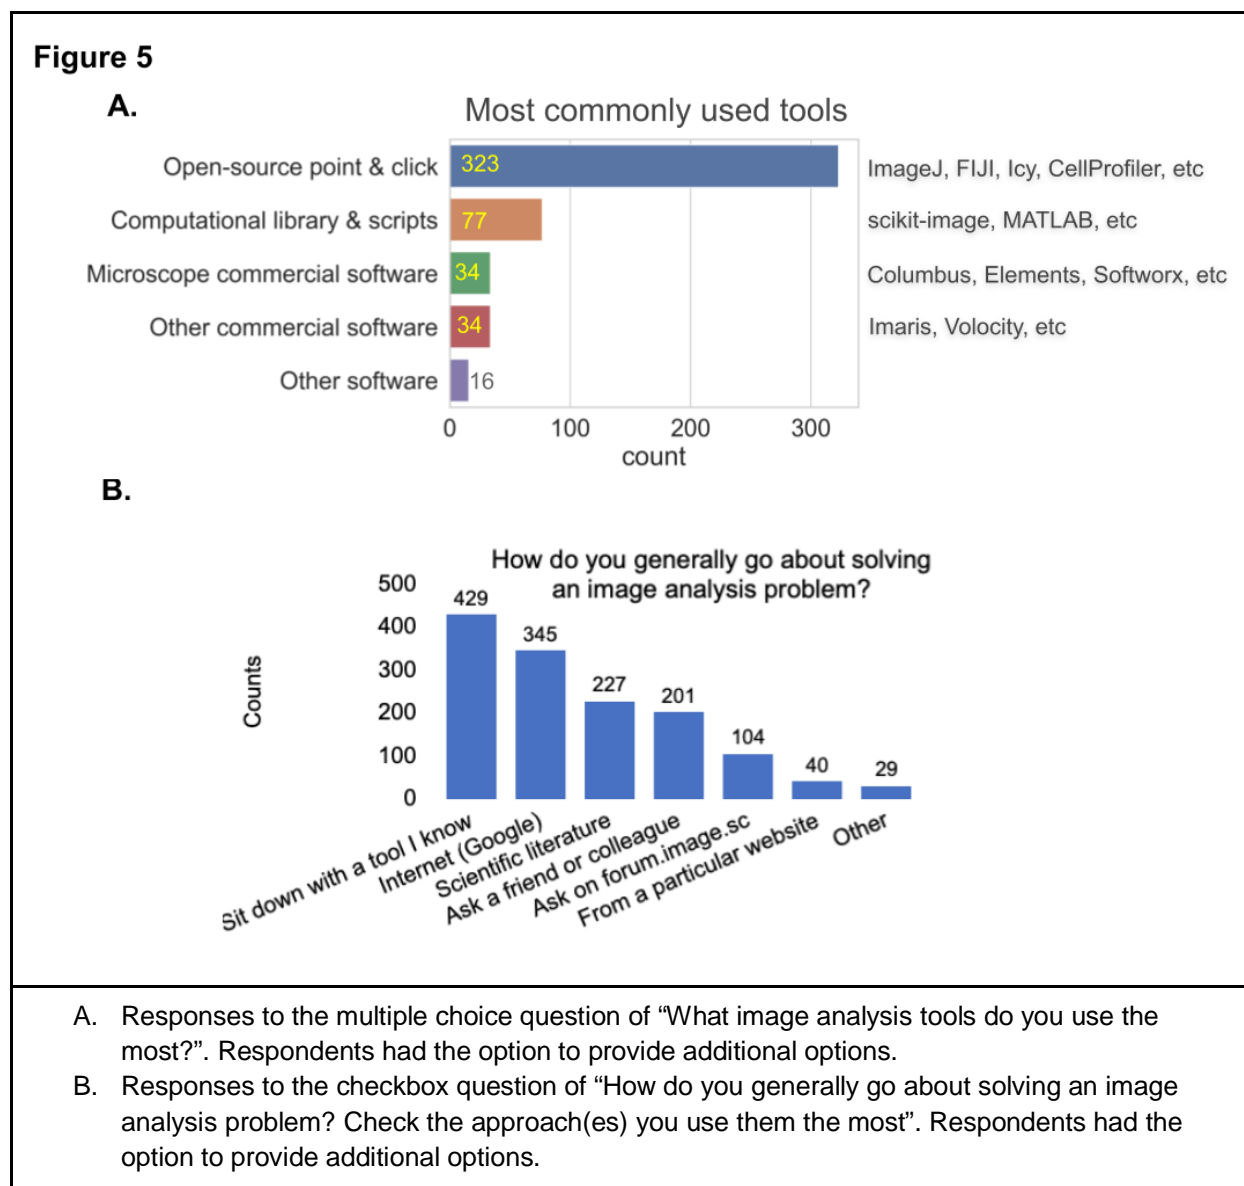 Figure 5
A.
Most commonly used tools
Open-source point & click
323
ImageJ, FIJI, Icy, CellProfiler, etc
Computational library & scripts
77
scikit-image, MATLAB, etc
Microscope commercial software
34
Columbus, Elements, Softworx, etc
Other commercial software
34
Imaris, Volocity, etc
Other software
16
0 100 200 300
count
B.
How do you generally go about solving
an image analysis problem?
Counts
500
400
300
200
100
0
429
345
227
201
104
40
29
Sit down with a tool I know
Internet (Google)
Scientific literature
Ask a friend or colleague
Ask on forum.image.sc
From a particular website
Other
A. Responses to the multiple choice question of “What image analysis tools do you use the
most?”. Respondents had the option to provide additional options.
B. Responses to the checkbox question of “How do you generally go about solving an image
analysis problem? Check the approach(es) you use them the most”. Respondents had the
option to provide additional options.